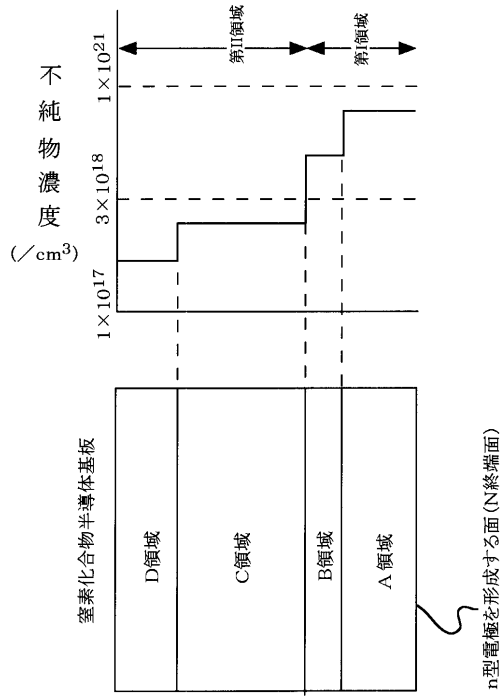 不純物濃度
(／cm³)
1×10¹⁷
3×10¹⁸
1×10²¹
第II領域
第I領域
窒素化合物半導体基板
D領域
C領域
B領域
A領域
n型電極を形成する面(N終端面)